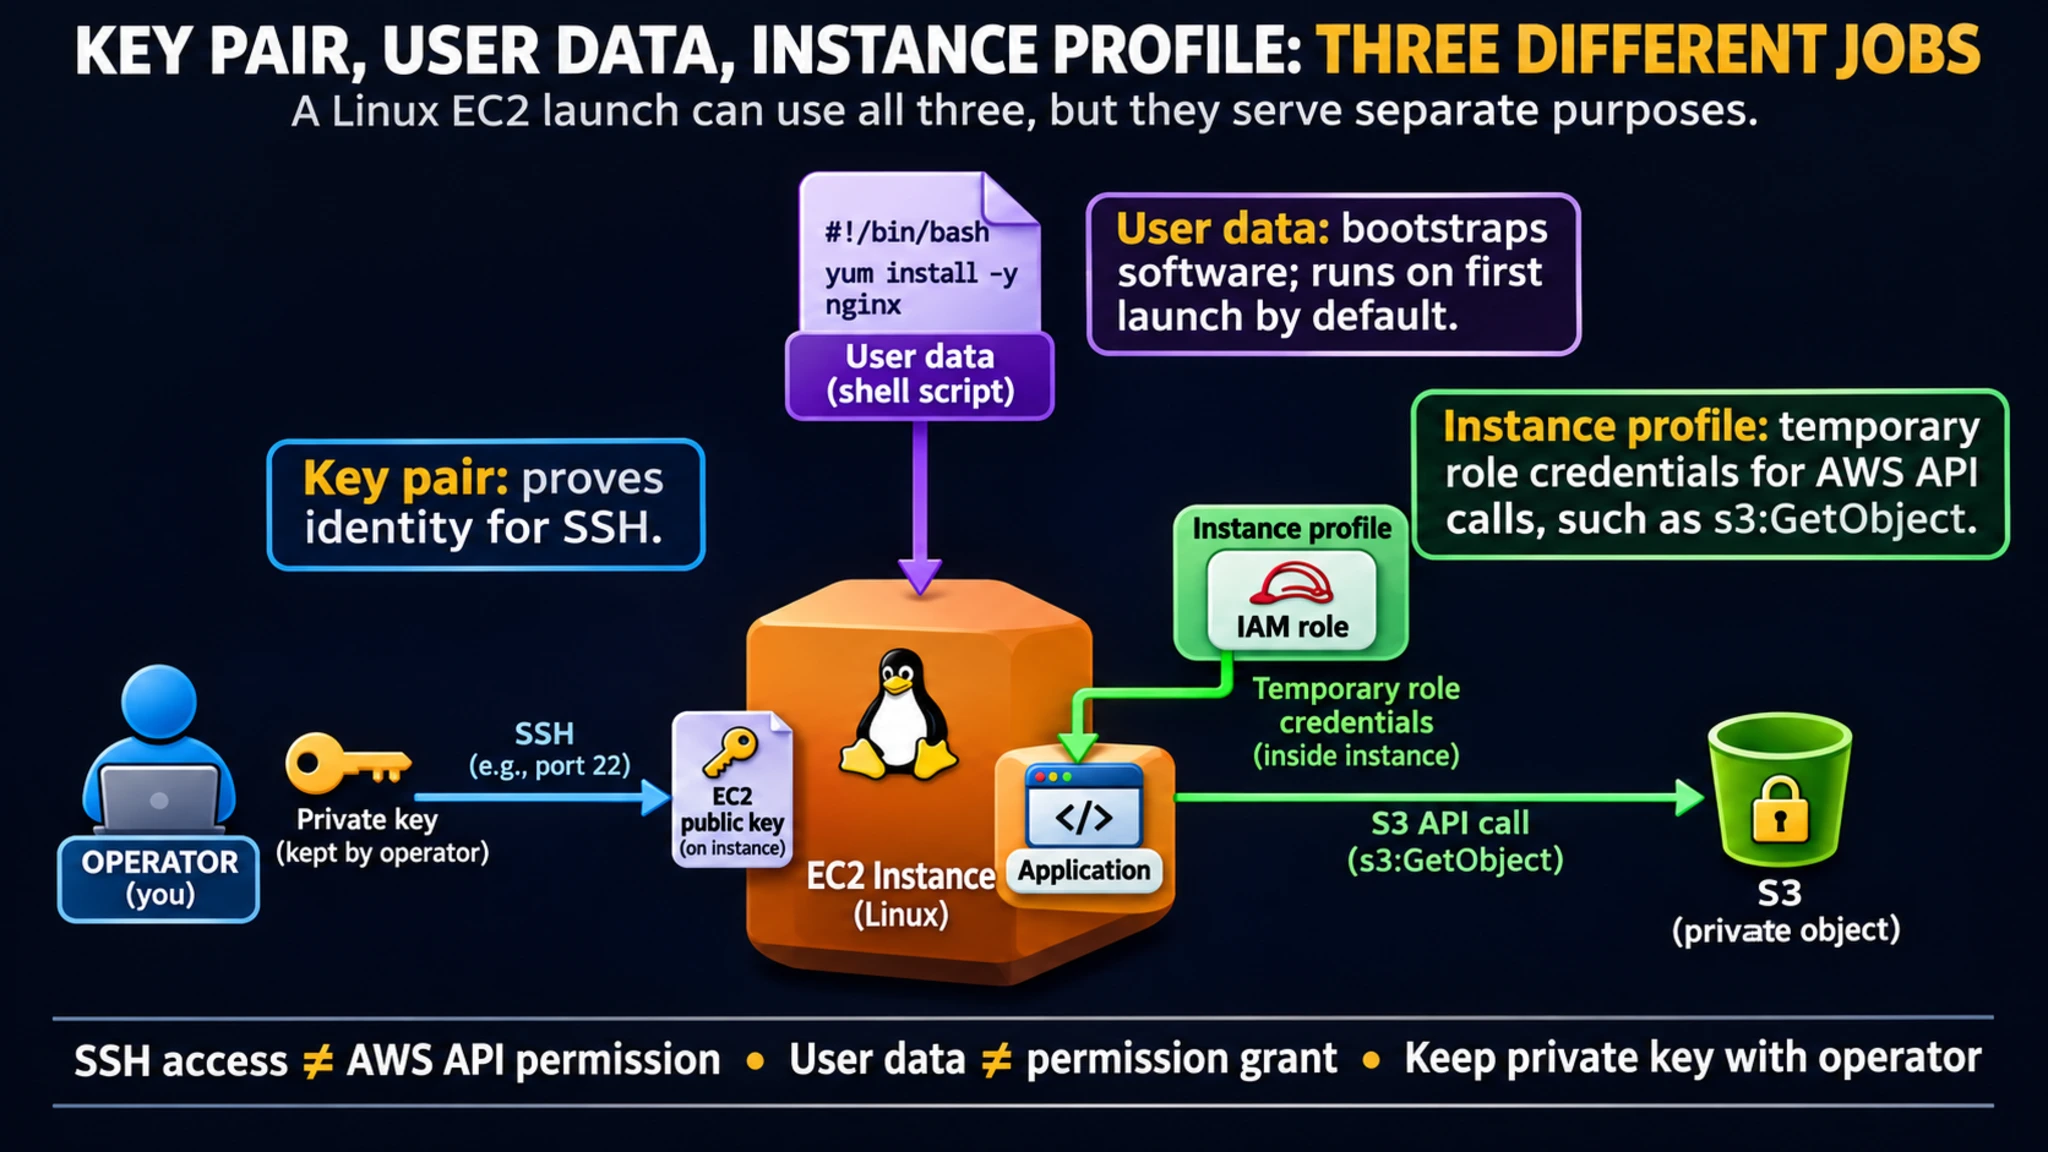 KEY PAIR, USER DATA, INSTANCE PROFILE: THREE DIFFERENT JOBS
A Linux EC2 launch can use all three, but they serve separate purposes.
#!/bin/bash
yum install -y
nginx
User data
(shell script)
User data: bootstraps
software; runs on first
launch by default.
Key pair: proves
identity for SSH.
Instance profile: temporary
role credentials for AWS API
calls, such as s3:GetObject.
Instance profile
IAM role
Temporary role
credentials
(inside instance)
OPERATOR
(you)
Private key
(kept by operator)
SSH
(e.g., port 22)
EC2
public key
(on instance)
EC2 Instance
(Linux)
</>
Application
S3 API call
(s3:GetObject)
S3
(private object)
SSH access ≠ AWS API permission • User data ≠ permission grant • Keep private key with operator